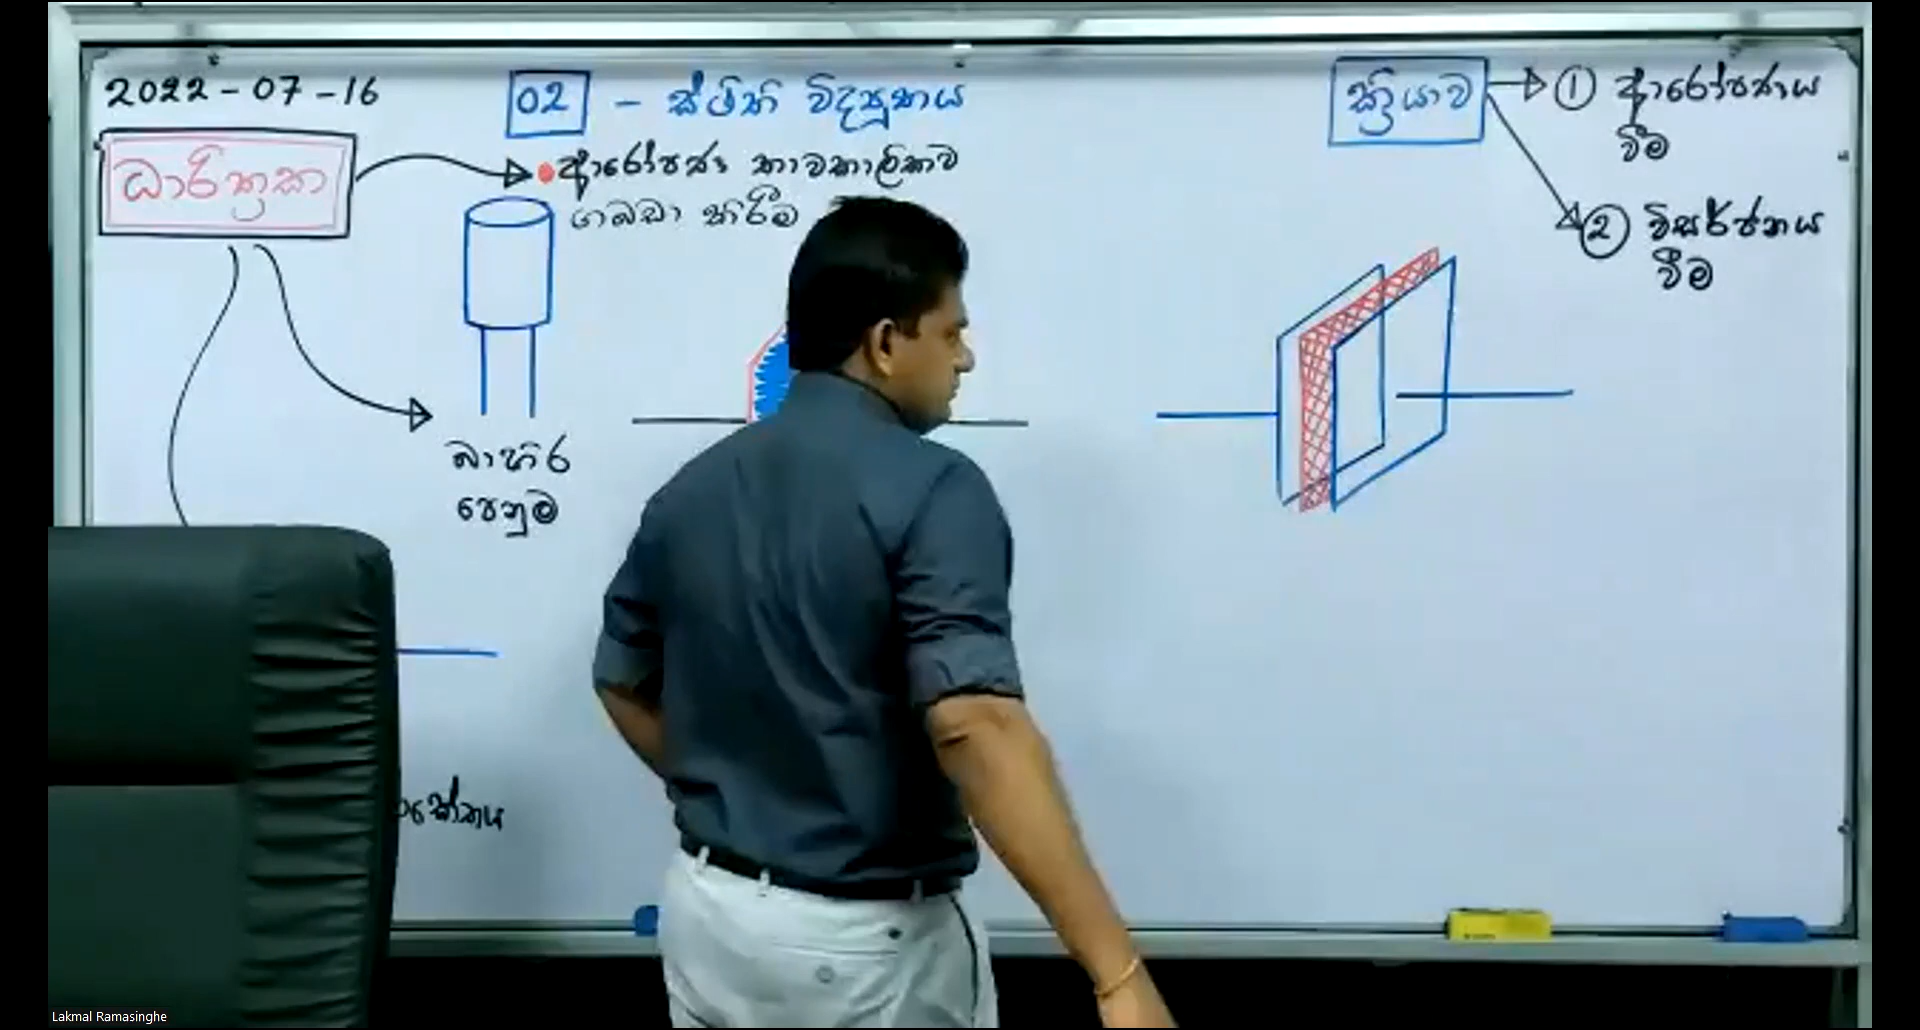 2022-07-16
02 - ස්ථිති විද්‍යුතය
ධාරිත්‍රක
ආරෝපණ තාවකාලිකව
ගබඩා කිරීම
ක්‍රියාව
1 ආරෝපණය
වීම
2 විසර්ජනය
වීම
බාහිර
පෙනුම
Lakmal Ramasinghe